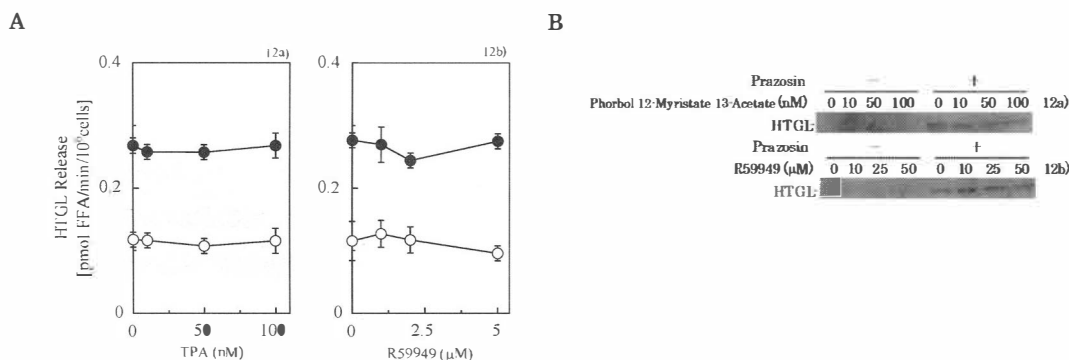 A
12a)
12b)
0.4
0.2
0
HTGL Release
[pmol FFA/min/10⁶cells]
0 50 100
TPA (nM)
0.4
0.2
0
0 2.5 5
R59949 (μM)
B
Prazosin − +
Phorbol 12-Myristate 13-Acetate (nM) 0 10 50 100 0 10 50 100 12a)
HTGL
Prazosin − +
R59949 (μM) 0 10 25 50 0 10 25 50 12b)
HTGL